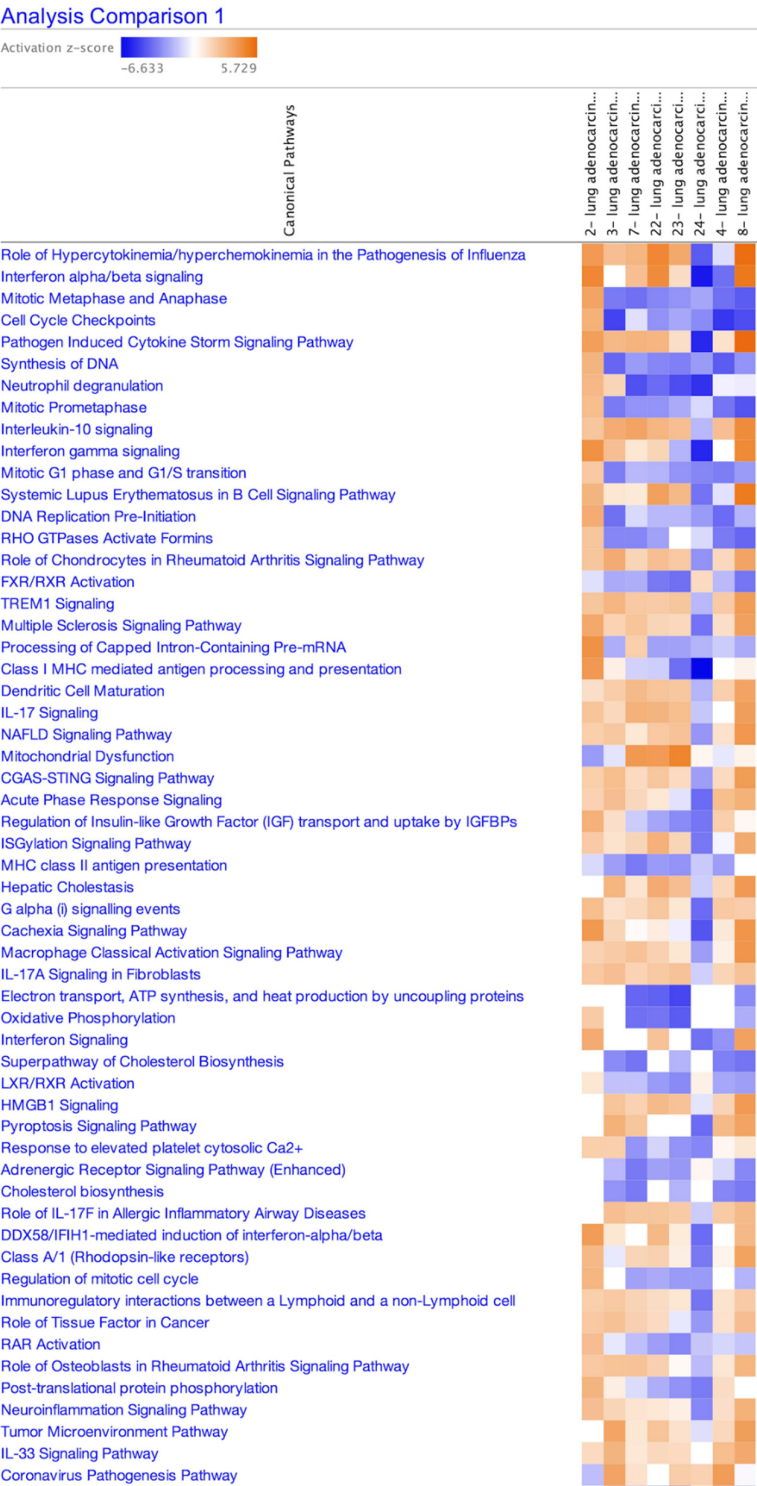 Analysis Comparison 1
Activation z-score
-6.633 5.729
Canonical Pathways
2- lung adenocarcin...
3- lung adenocarcin...
7- lung adenocarcin...
22- lung adenocarci...
23- lung adenocarci...
24- lung adenocarci...
4- lung adenocarcin...
8- lung adenocarcin...
Role of Hypercytokinemia/hyperchemokinemia in the Pathogenesis of Influenza
Interferon alpha/beta signaling
Mitotic Metaphase and Anaphase
Cell Cycle Checkpoints
Pathogen Induced Cytokine Storm Signaling Pathway
Synthesis of DNA
Neutrophil degranulation
Mitotic Prometaphase
Interleukin-10 signaling
Interferon gamma signaling
Mitotic G1 phase and G1/S transition
Systemic Lupus Erythematosus in B Cell Signaling Pathway
DNA Replication Pre-Initiation
RHO GTPases Activate Formins
Role of Chondrocytes in Rheumatoid Arthritis Signaling Pathway
FXR/RXR Activation
TREM1 Signaling
Multiple Sclerosis Signaling Pathway
Processing of Capped Intron-Containing Pre-mRNA
Class I MHC mediated antigen processing and presentation
Dendritic Cell Maturation
IL-17 Signaling
NAFLD Signaling Pathway
Mitochondrial Dysfunction
CGAS-STING Signaling Pathway
Acute Phase Response Signaling
Regulation of Insulin-like Growth Factor (IGF) transport and uptake by IGFBPs
ISGylation Signaling Pathway
MHC class II antigen presentation
Hepatic Cholestasis
G alpha (i) signalling events
Cachexia Signaling Pathway
Macrophage Classical Activation Signaling Pathway
IL-17A Signaling in Fibroblasts
Electron transport, ATP synthesis, and heat production by uncoupling proteins
Oxidative Phosphorylation
Interferon Signaling
Superpathway of Cholesterol Biosynthesis
LXR/RXR Activation
HMGB1 Signaling
Pyroptosis Signaling Pathway
Response to elevated platelet cytosolic Ca2+
Adrenergic Receptor Signaling Pathway (Enhanced)
Cholesterol biosynthesis
Role of IL-17F in Allergic Inflammatory Airway Diseases
DDX58/IFIH1-mediated induction of interferon-alpha/beta
Class A/1 (Rhodopsin-like receptors)
Regulation of mitotic cell cycle
Immunoregulatory interactions between a Lymphoid and a non-Lymphoid cell
Role of Tissue Factor in Cancer
RAR Activation
Role of Osteoblasts in Rheumatoid Arthritis Signaling Pathway
Post-translational protein phosphorylation
Neuroinflammation Signaling Pathway
Tumor Microenvironment Pathway
IL-33 Signaling Pathway
Coronavirus Pathogenesis Pathway